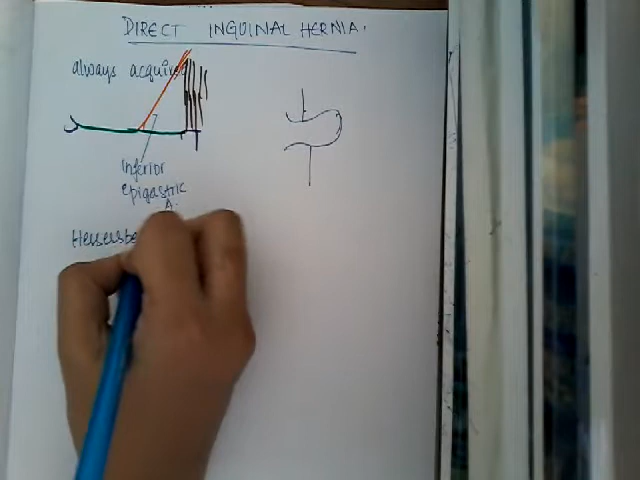 DIRECT INGUINAL HERNIA.
always acquired
Inferior
epigastric
A.